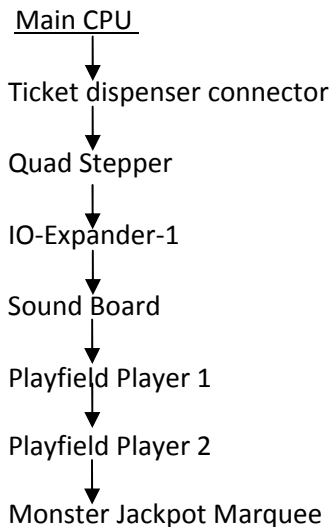 Main CPU
Ticket dispenser connector
Quad Stepper
IO-Expander-1
Sound Board
Playfield Player 1
Playfield Player 2
Monster Jackpot Marquee